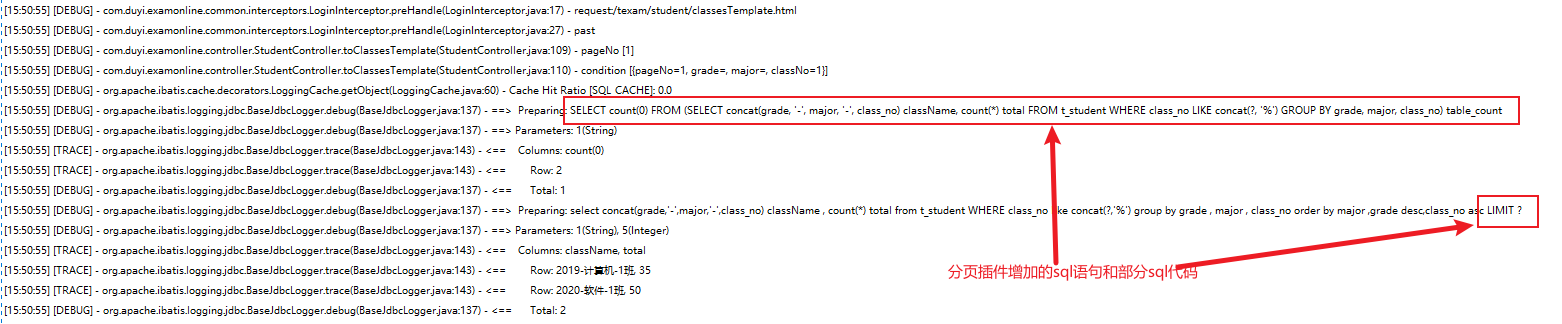 [15:50:55] [DEBUG] - com.duyi.examonline.common.interceptors.LoginInterceptor.preHandle(LoginInterceptor.java:17) - request:/texam/student/classesTemplate.html
[15:50:55] [DEBUG] - com.duyi.examonline.common.interceptors.LoginInterceptor.preHandle(LoginInterceptor.java:27) - past
[15:50:55] [DEBUG] - com.duyi.examonline.controller.StudentController.toClassesTemplate(StudentController.java:109) - pageNo [1]
[15:50:55] [DEBUG] - com.duyi.examonline.controller.StudentController.toClassesTemplate(StudentController.java:110) - condition [{pageNo=1, grade=, major=, classNo=1}]
[15:50:55] [DEBUG] - org.apache.ibatis.cache.decorators.LoggingCache.getObject(LoggingCache.java:60) - Cache Hit Ratio [SQL_CACHE]: 0.0
[15:50:55] [DEBUG] - org.apache.ibatis.logging.jdbc.BaseJdbcLogger.debug(BaseJdbcLogger.java:137) - ==> Preparing: SELECT count(0) FROM (SELECT concat(grade, '-', major, '-', class_no) className, count(*) total FROM t_student WHERE class_no LIKE concat(?, '%') GROUP BY grade, major, class_no) table_count
[15:50:55] [DEBUG] - org.apache.ibatis.logging.jdbc.BaseJdbcLogger.debug(BaseJdbcLogger.java:137) - ==> Parameters: 1(String)
[15:50:55] [TRACE] - org.apache.ibatis.logging.jdbc.BaseJdbcLogger.trace(BaseJdbcLogger.java:143) - <== Columns: count(0)
[15:50:55] [TRACE] - org.apache.ibatis.logging.jdbc.BaseJdbcLogger.trace(BaseJdbcLogger.java:143) - <== Row: 2
[15:50:55] [DEBUG] - org.apache.ibatis.logging.jdbc.BaseJdbcLogger.debug(BaseJdbcLogger.java:137) - <== Total: 1
[15:50:55] [DEBUG] - org.apache.ibatis.logging.jdbc.BaseJdbcLogger.debug(BaseJdbcLogger.java:137) - ==> Preparing: select concat(grade,'-',major,'-',class_no) className , count(*) total from t_student WHERE class_no like concat(?,'%') group by grade , major , class_no order by major ,grade desc,class_no asc LIMIT ?
[15:50:55] [DEBUG] - org.apache.ibatis.logging.jdbc.BaseJdbcLogger.debug(BaseJdbcLogger.java:137) - ==> Parameters: 1(String), 5(Integer)
[15:50:55] [TRACE] - org.apache.ibatis.logging.jdbc.BaseJdbcLogger.trace(BaseJdbcLogger.java:143) - <== Columns: className, total
[15:50:55] [TRACE] - org.apache.ibatis.logging.jdbc.BaseJdbcLogger.trace(BaseJdbcLogger.java:143) - <== Row: 2019-计算机-1班, 35
分页插件增加的sql语句和部分sql代码
[15:50:55] [TRACE] - org.apache.ibatis.logging.jdbc.BaseJdbcLogger.trace(BaseJdbcLogger.java:143) - <== Row: 2020-软件-1班, 50
[15:50:55] [DEBUG] - org.apache.ibatis.logging.jdbc.BaseJdbcLogger.debug(BaseJdbcLogger.java:137) - <== Total: 2